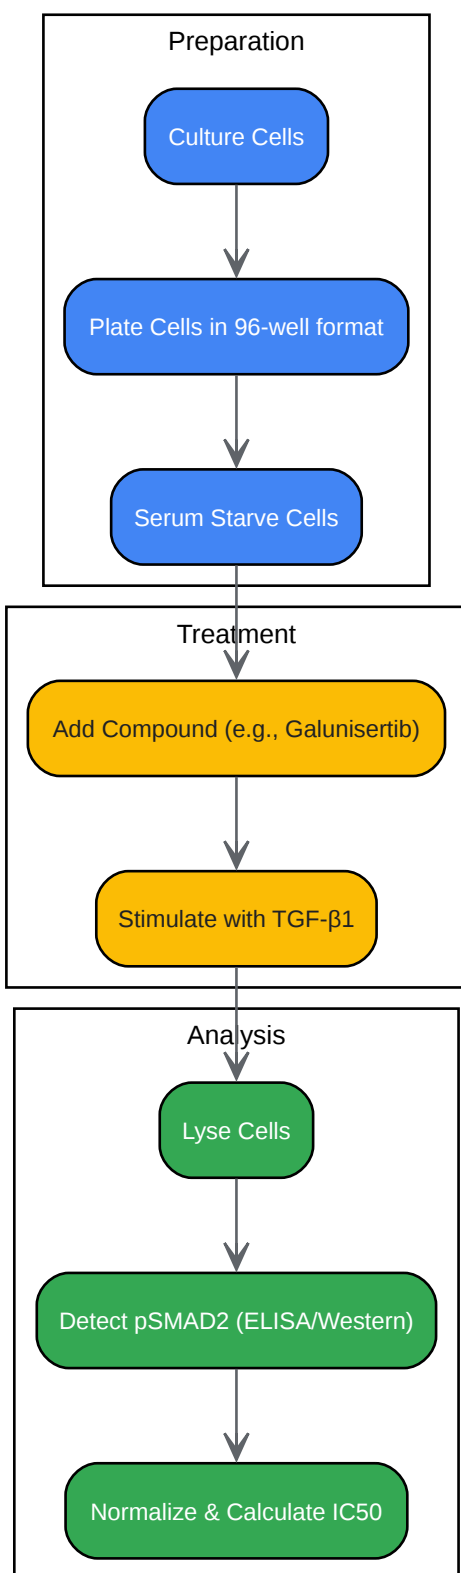 Preparation
Culture Cells
Plate Cells in 96-well format
Serum Starve Cells
Treatment
Add Compound (e.g., Galunisertib)
Stimulate with TGF-β1
Analysis
Lyse Cells
Detect pSMAD2 (ELISA/Western)
Normalize & Calculate IC50